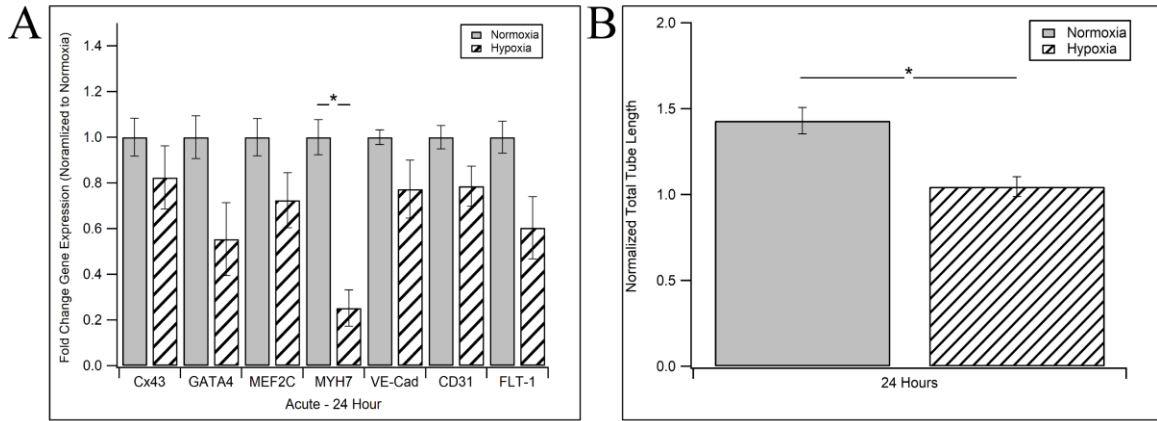 A
Fold Change Gene Expression (Noramlized to Normoxia)
1.4
1.2
1.0
0.8
0.6
0.4
0.2
0.0
Normoxia
Hypoxia
*
Cx43 GATA4 MEF2C MYH7 VE-Cad CD31 FLT-1
Acute - 24 Hour
B
Normalized Total Tube Length
2.0
1.5
1.0
0.5
0.0
Normoxia
Hypoxia
*
24 Hours